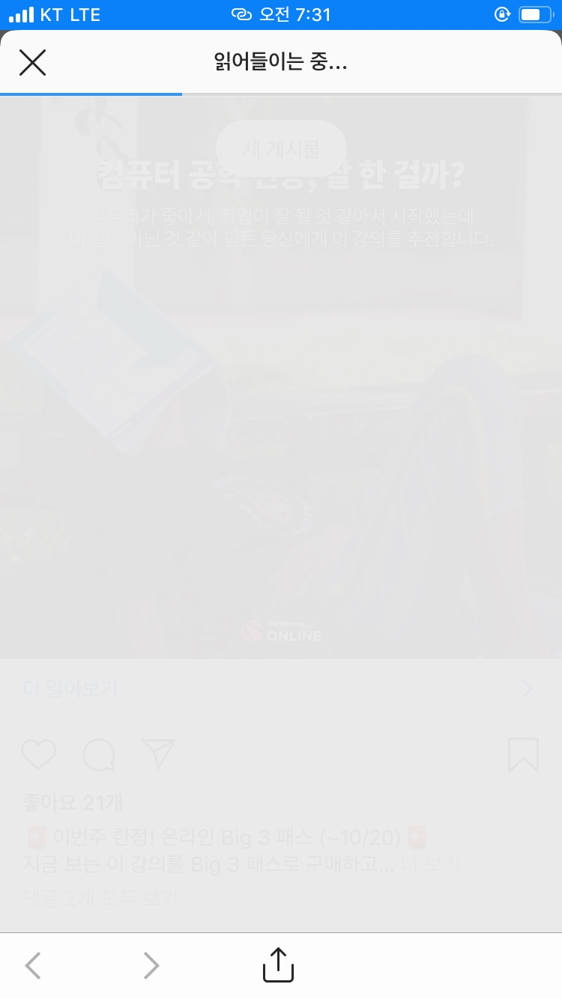 KT LTE 오전 7:31
읽어들이는 중...
새 게시물
컴퓨터 공학 전공, 잘 한 걸까?
컴퓨터가 좋아서, 취업이 잘 될 것 같아서 시작했는데
내 길이 아닌 것 같아 힘든 당신에게 이 강의를 추천합니다.
fast campus
ONLINE
더 알아보기
좋아요 21개
이번주 한정! 온라인 Big 3 패스 (~10/20)
지금 보는 이 강의를 Big 3 패스로 구매하고... 더 보기
댓글 2개 모두 보기